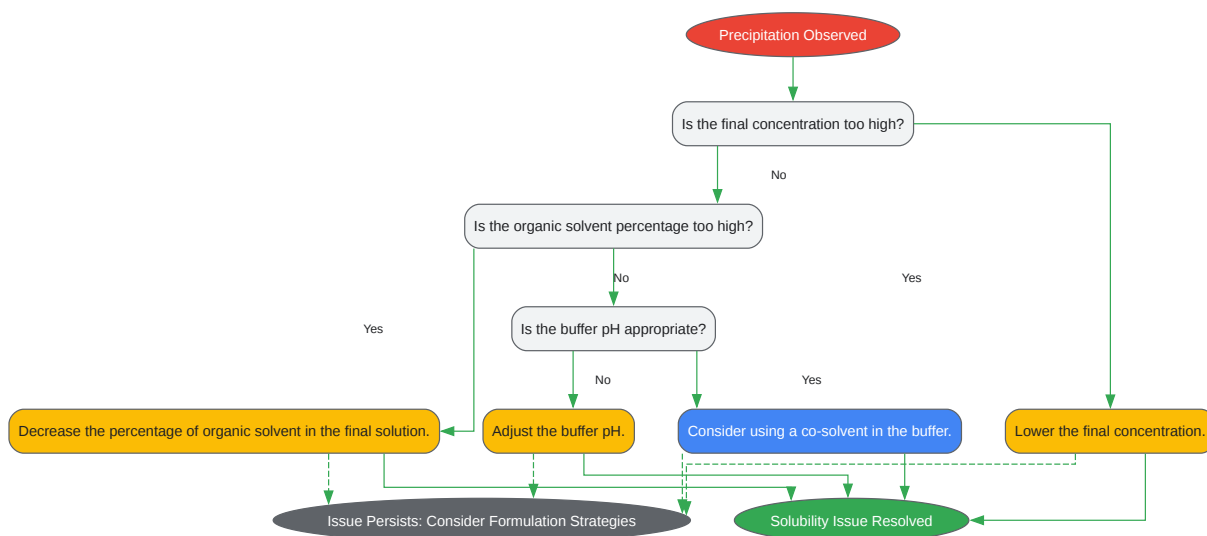 Precipitation Observed
Is the final concentration too high?
No
Is the organic solvent percentage too high?
No
Yes
Is the buffer pH appropriate?
Yes
No
Yes
Decrease the percentage of organic solvent in the final solution.
Adjust the buffer pH.
Consider using a co-solvent in the buffer.
Lower the final concentration.
Issue Persists: Consider Formulation Strategies
Solubility Issue Resolved